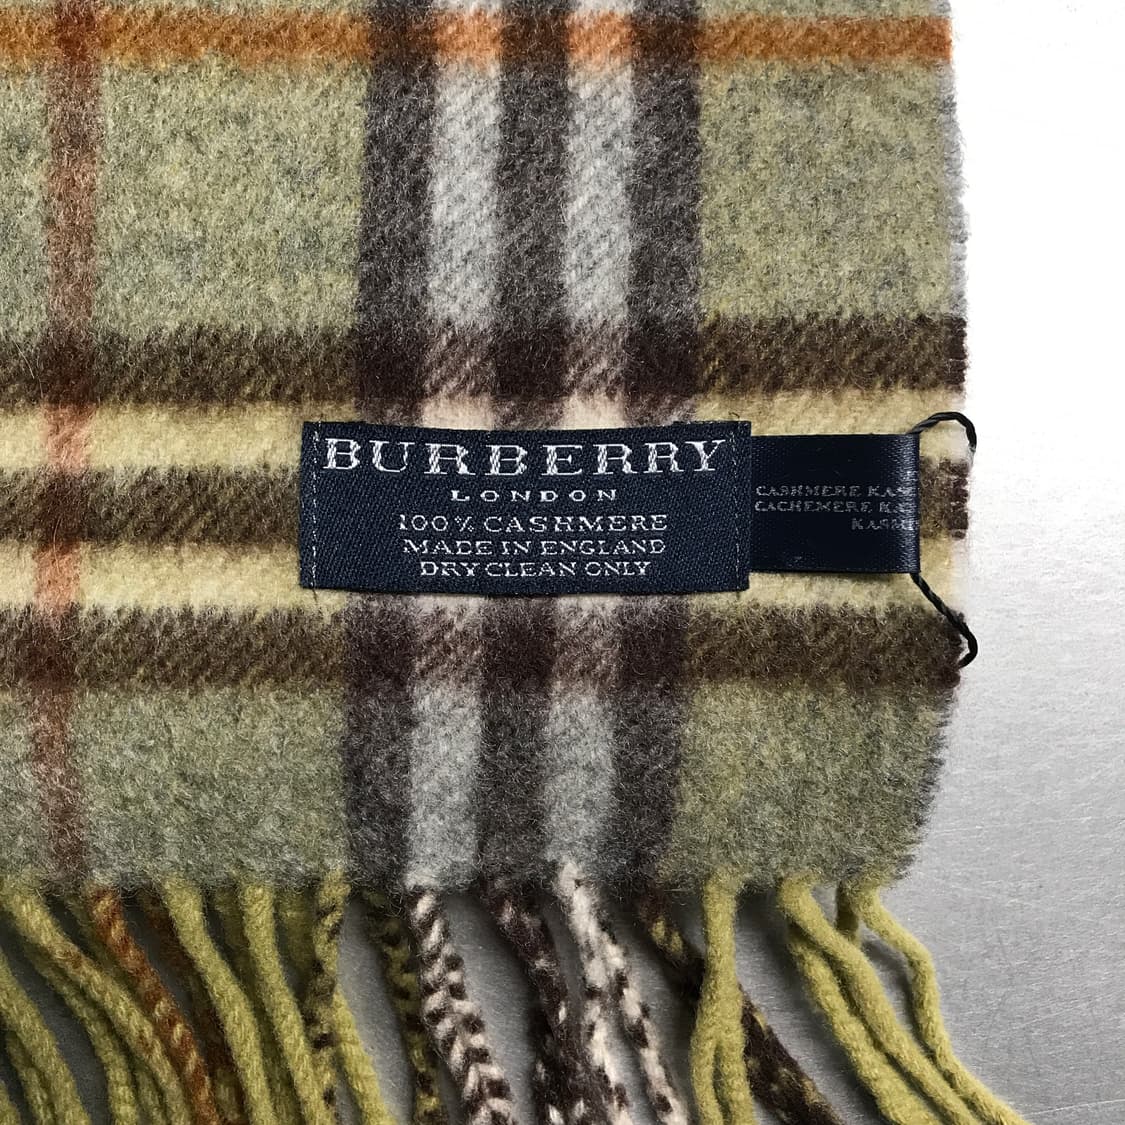 BURBERRY
LONDON
100% CASHMERE
MADE IN ENGLAND
DRY CLEAN ONLY
CASHMERE
CACHEMERE